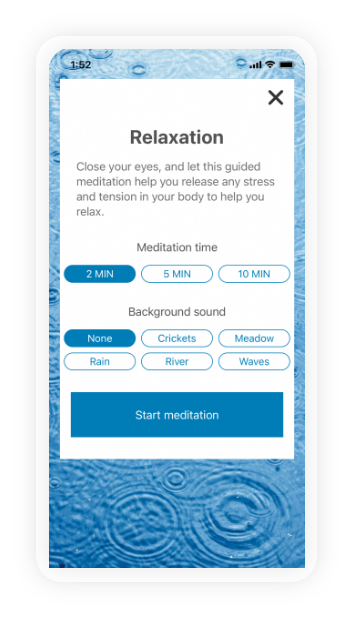 1:52
Relaxation
Close your eyes, and let this guided
meditation help you release any stress
and tension in your body to help you
relax.
Meditation time
2 MIN 5 MIN 10 MIN
Background sound
None Crickets Meadow
Rain River Waves
Start meditation